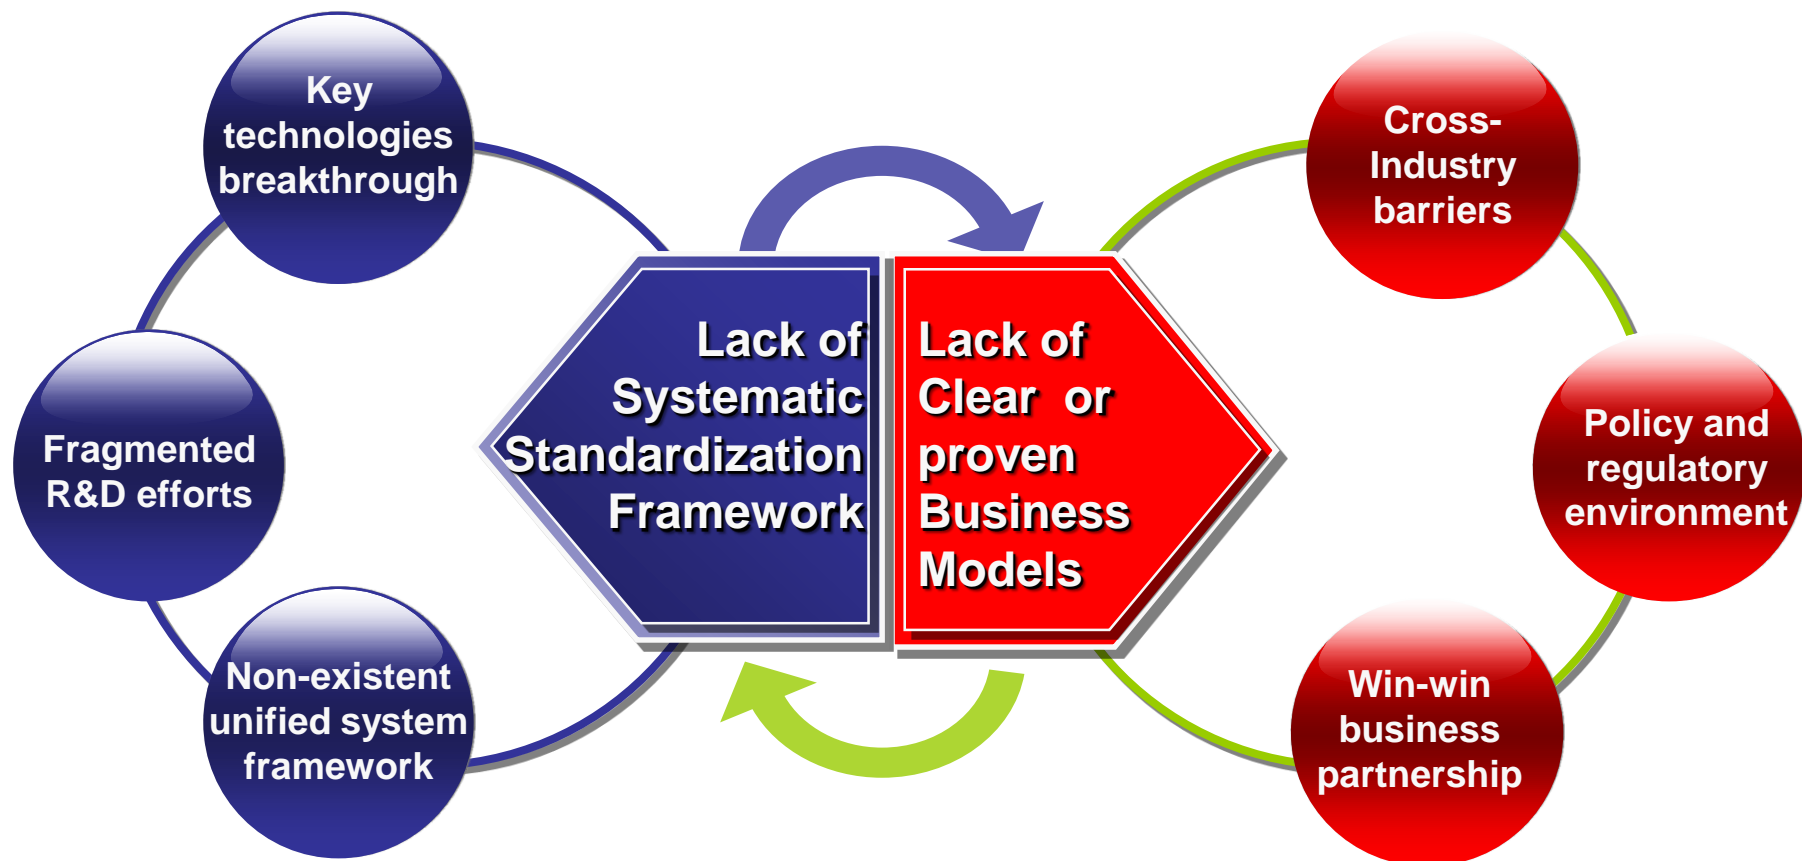 Key
technologies
breakthrough
Fragmented
R&D efforts
Non-existent
unified system
framework
Lack of
Systematic
Standardization
Framework
Lack of
Clear  or
proven
Business
Models
Cross-
Industry
barriers
Policy and
regulatory
environment
Win-win
business
partnership